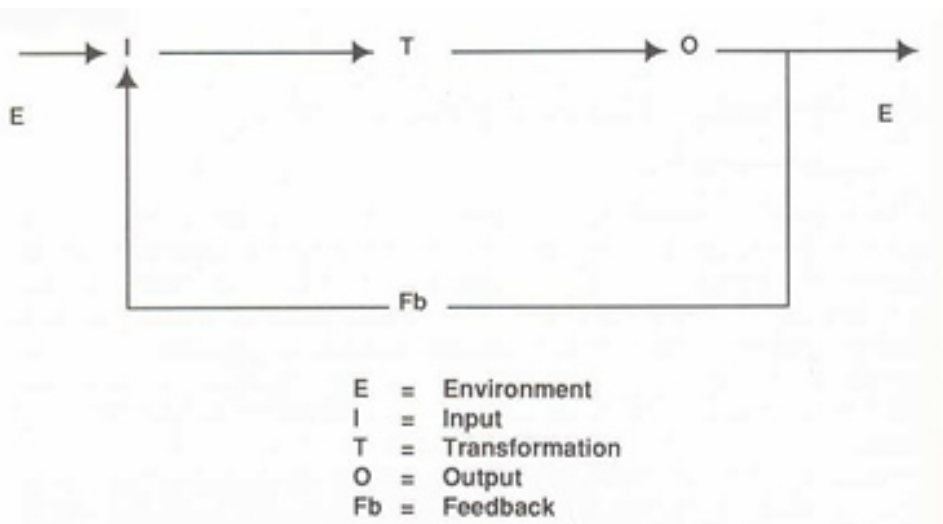 I T O
E E
Fb
E = Environment
I = Input
T = Transformation
O = Output
Fb = Feedback